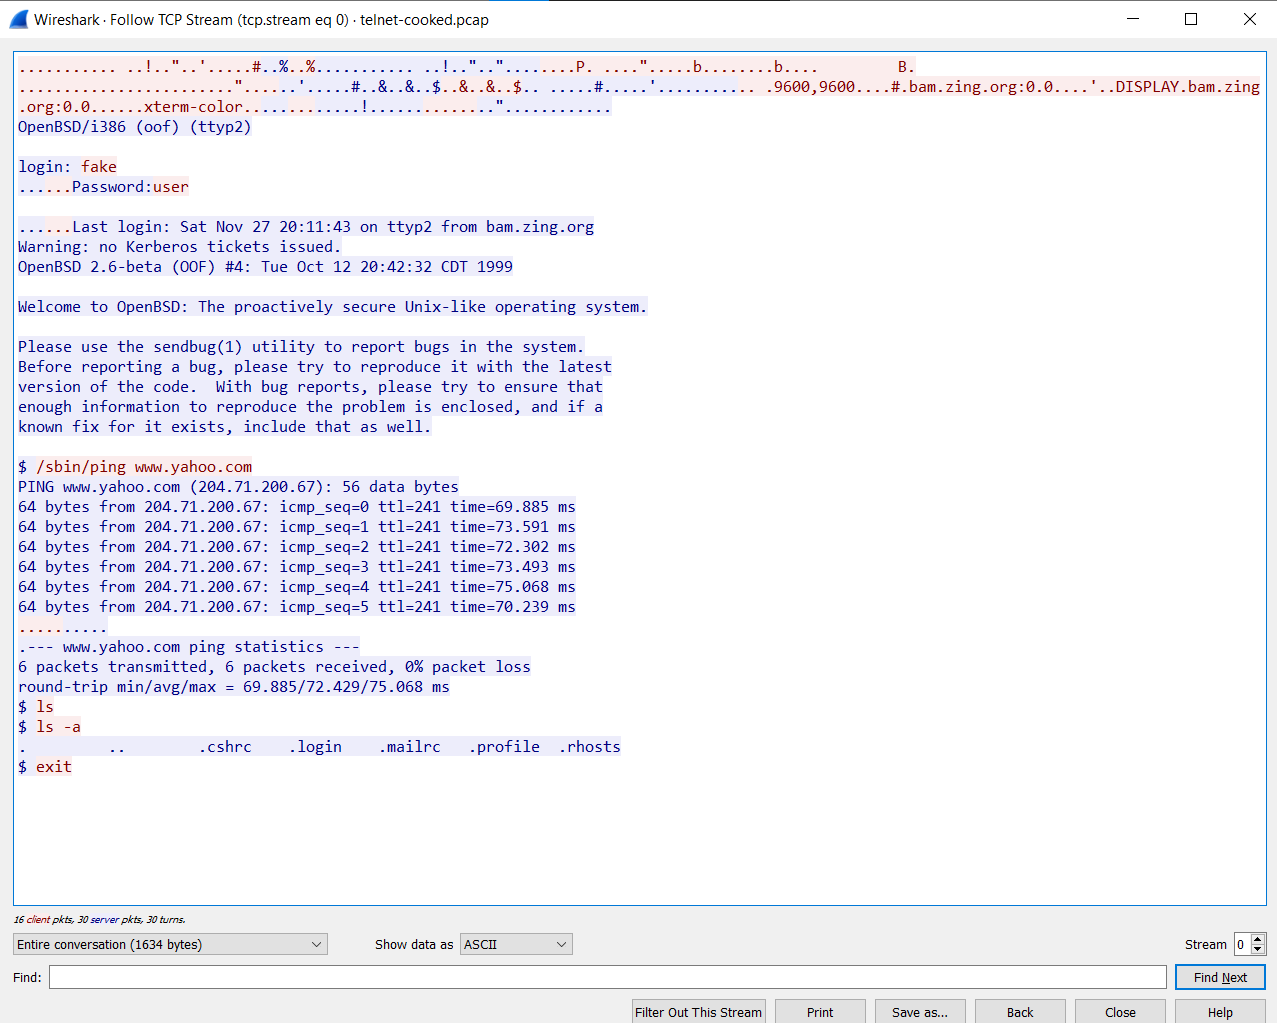 Wireshark · Follow TCP Stream (tcp.stream eq 0) · telnet-cooked.pcap
........... ..!.."..'.....#..%..%........... ..!..".."........P. ....".....b........b.... B.
........................"......'.....#..&..&..$..&..&..$.. .....#.....'........... .9600,9600....#.bam.zing.org:0.0....'..DISPLAY.bam.zing
.org:0.0......xterm-color.............!..............."............
OpenBSD/i386 (oof) (ttyp2)
login: fake
......Password:user
......Last login: Sat Nov 27 20:11:43 on ttyp2 from bam.zing.org
Warning: no Kerberos tickets issued.
OpenBSD 2.6-beta (OOF) #4: Tue Oct 12 20:42:32 CDT 1999
Welcome to OpenBSD: The proactively secure Unix-like operating system.
Please use the sendbug(1) utility to report bugs in the system.
Before reporting a bug, please try to reproduce it with the latest
version of the code.  With bug reports, please try to ensure that
enough information to reproduce the problem is enclosed, and if a
known fix for it exists, include that as well.
$ /sbin/ping www.yahoo.com
PING www.yahoo.com (204.71.200.67): 56 data bytes
64 bytes from 204.71.200.67: icmp_seq=0 ttl=241 time=69.885 ms
64 bytes from 204.71.200.67: icmp_seq=1 ttl=241 time=73.591 ms
64 bytes from 204.71.200.67: icmp_seq=2 ttl=241 time=72.302 ms
64 bytes from 204.71.200.67: icmp_seq=3 ttl=241 time=73.493 ms
64 bytes from 204.71.200.67: icmp_seq=4 ttl=241 time=75.068 ms
64 bytes from 204.71.200.67: icmp_seq=5 ttl=241 time=70.239 ms
..........
.--- www.yahoo.com ping statistics ---
6 packets transmitted, 6 packets received, 0% packet loss
round-trip min/avg/max = 69.885/72.429/75.068 ms
$ ls
$ ls -a
.         ..        .cshrc    .login    .mailrc   .profile  .rhosts
$ exit
16 client pkts, 30 server pkts, 30 turns.
Entire conversation (1634 bytes) Show data as ASCII Stream 0
Find: Find Next
Filter Out This Stream Print Save as... Back Close Help